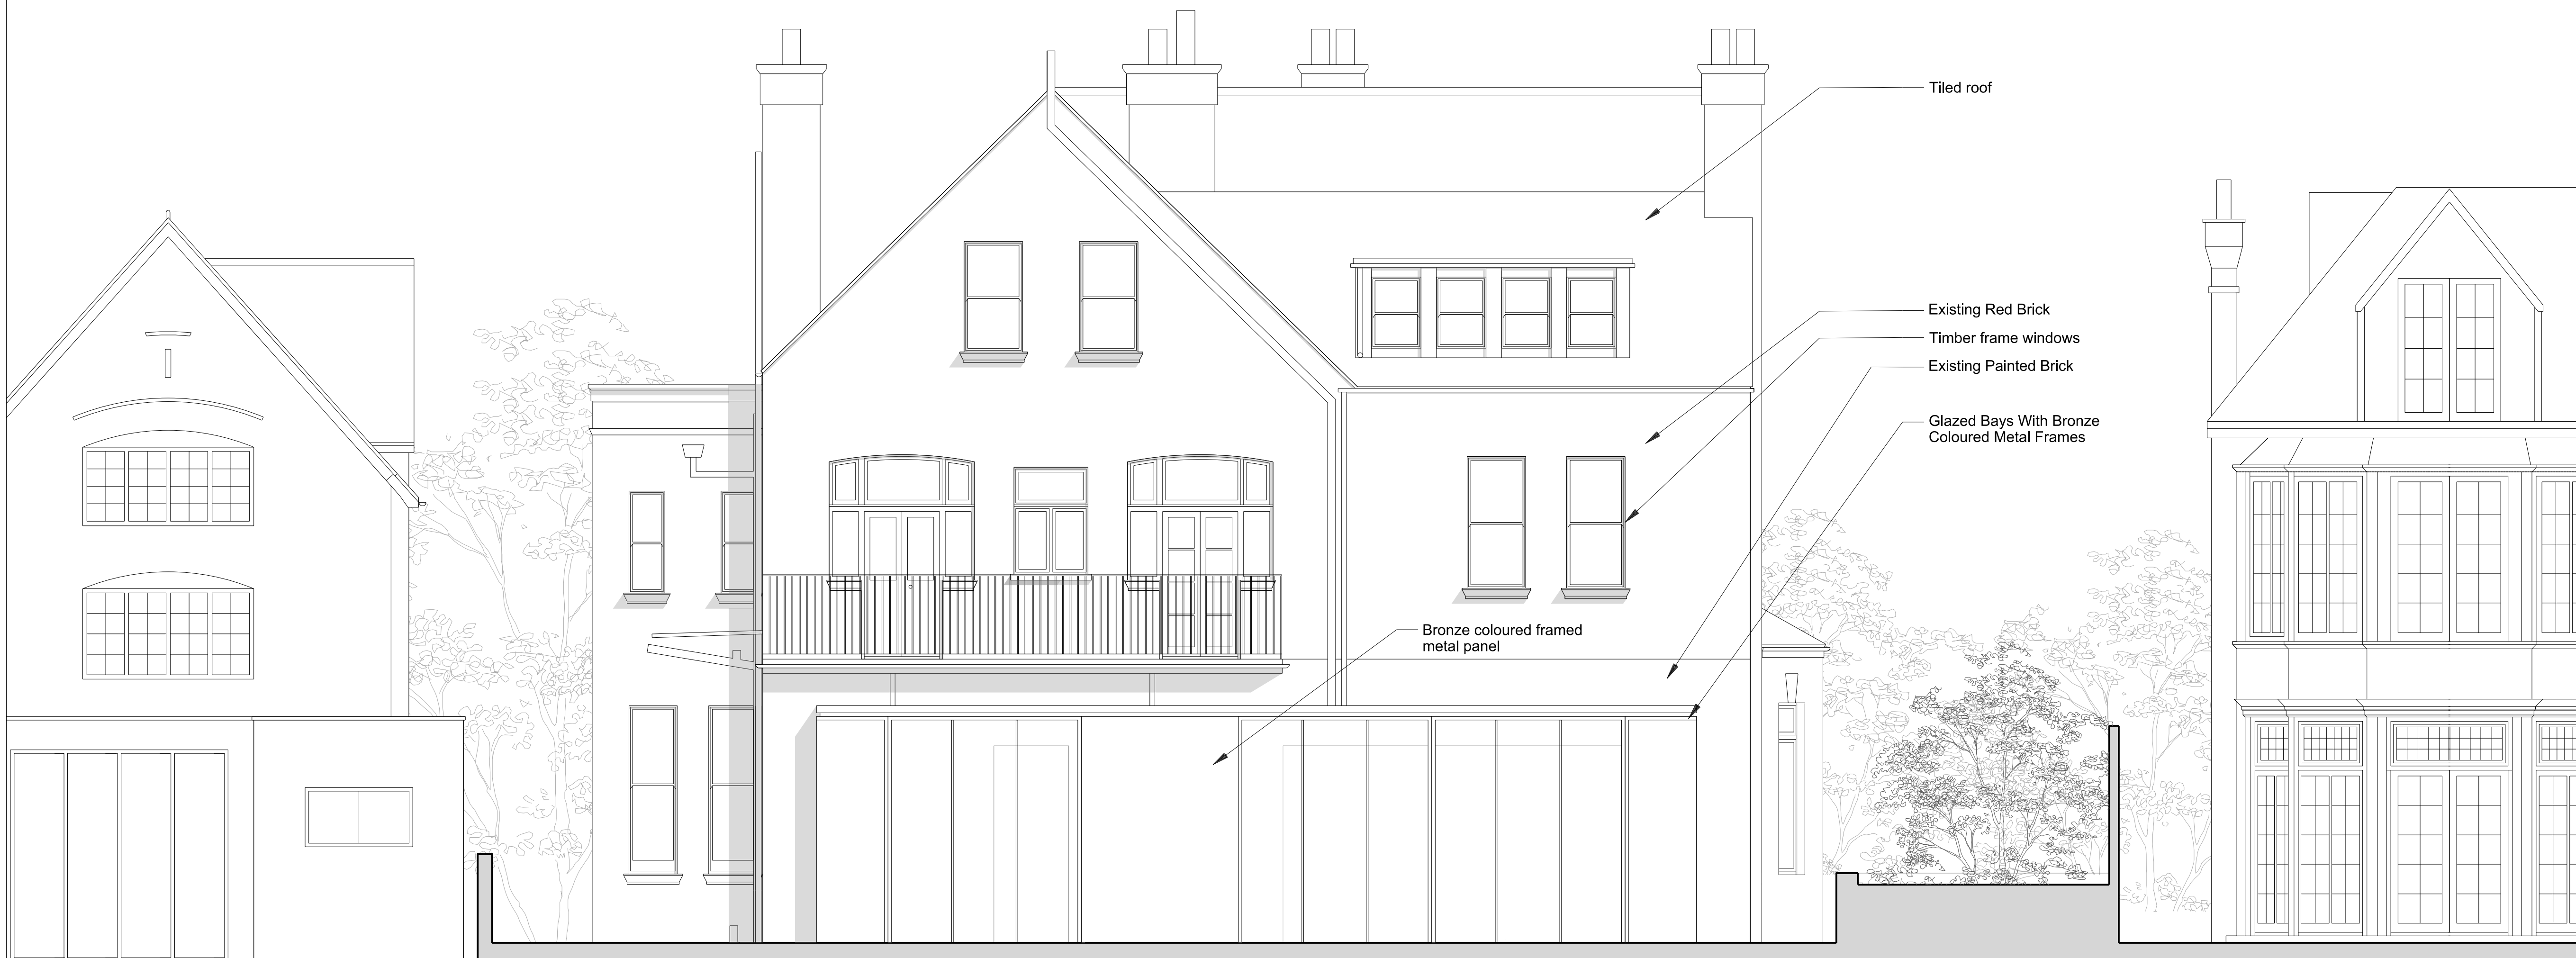 Tiled roof
Existing Red Brick
Timber frame windows
Existing Painted Brick
Glazed Bays With Bronze
Coloured Metal Frames
Bronze coloured framed
metal panel